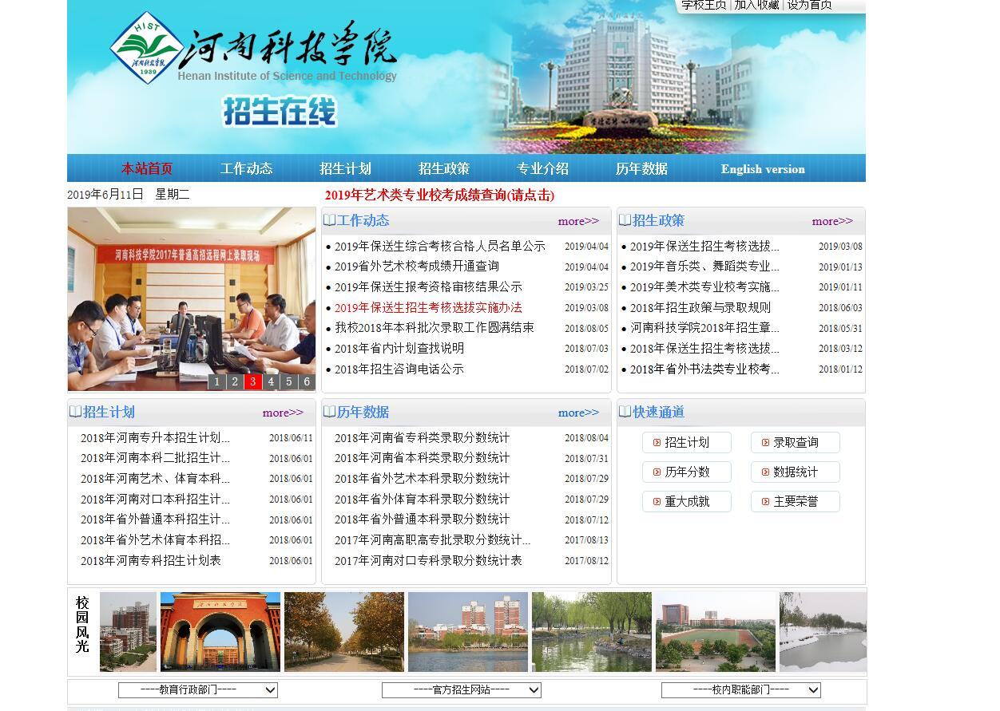 学校主页 | 加入收藏 | 设为首页
HIST
河南科技学院
1939
河南科技学院
Henan Institute of Science and Technology
招生在线
本站首页 工作动态 招生计划 招生政策 专业介绍 历年数据 English version
2019年6月11日 星期二
2019年艺术类专业校考成绩查询(请点击)
河南科技学院2017年普通高招远程网上录取现场
1 2 3 4 5 6
工作动态 more>>
2019年保送生综合考核合格人员名单公示 2019/04/04
2019省外艺术校考成绩开通查询 2019/04/04
2019年保送生报考资格审核结果公示 2019/03/25
2019年保送生招生考核选拔实施办法 2019/03/08
我校2018年本科批次录取工作圆满结束 2018/08/05
2018年省内计划查找说明 2018/07/03
2018年招生咨询电话公示 2018/07/02
招生政策 more>>
2019年保送生招生考核选拔... 2019/03/08
2019年音乐类、舞蹈类专业... 2019/01/13
2019年美术类专业校考实施... 2019/01/11
2018年招生政策与录取规则 2018/06/03
河南科技学院2018年招生章... 2018/05/31
2018年保送生招生考核选拔... 2018/03/12
2018年省外书法类专业校考... 2018/01/12
招生计划 more>>
2018年河南专升本招生计划... 2018/06/11
2018年河南本科二批招生计... 2018/06/01
2018年河南艺术、体育本科... 2018/06/01
2018年河南对口本科招生计... 2018/06/01
2018年省外普通本科招生计... 2018/06/01
2018年省外艺术体育本科招... 2018/06/01
2018年河南专科招生计划表 2018/06/01
历年数据 more>>
2018年河南省专科类录取分数统计 2018/08/04
2018年河南省本科类录取分数统计 2018/07/31
2018年省外艺术本科录取分数统计 2018/07/29
2018年省外体育本科录取分数统计 2018/07/29
2018年省外普通本科录取分数统计 2018/07/12
2017年河南高职高专批录取分数统计... 2017/08/13
2017年河南对口专科录取分数统计表 2017/08/12
快速通道
招生计划 录取查询
历年分数 数据统计
重大成就 主要荣誉
校园风光
河南科技学院
----教育行政部门---- ----官方招生网站---- ----校内职能部门----